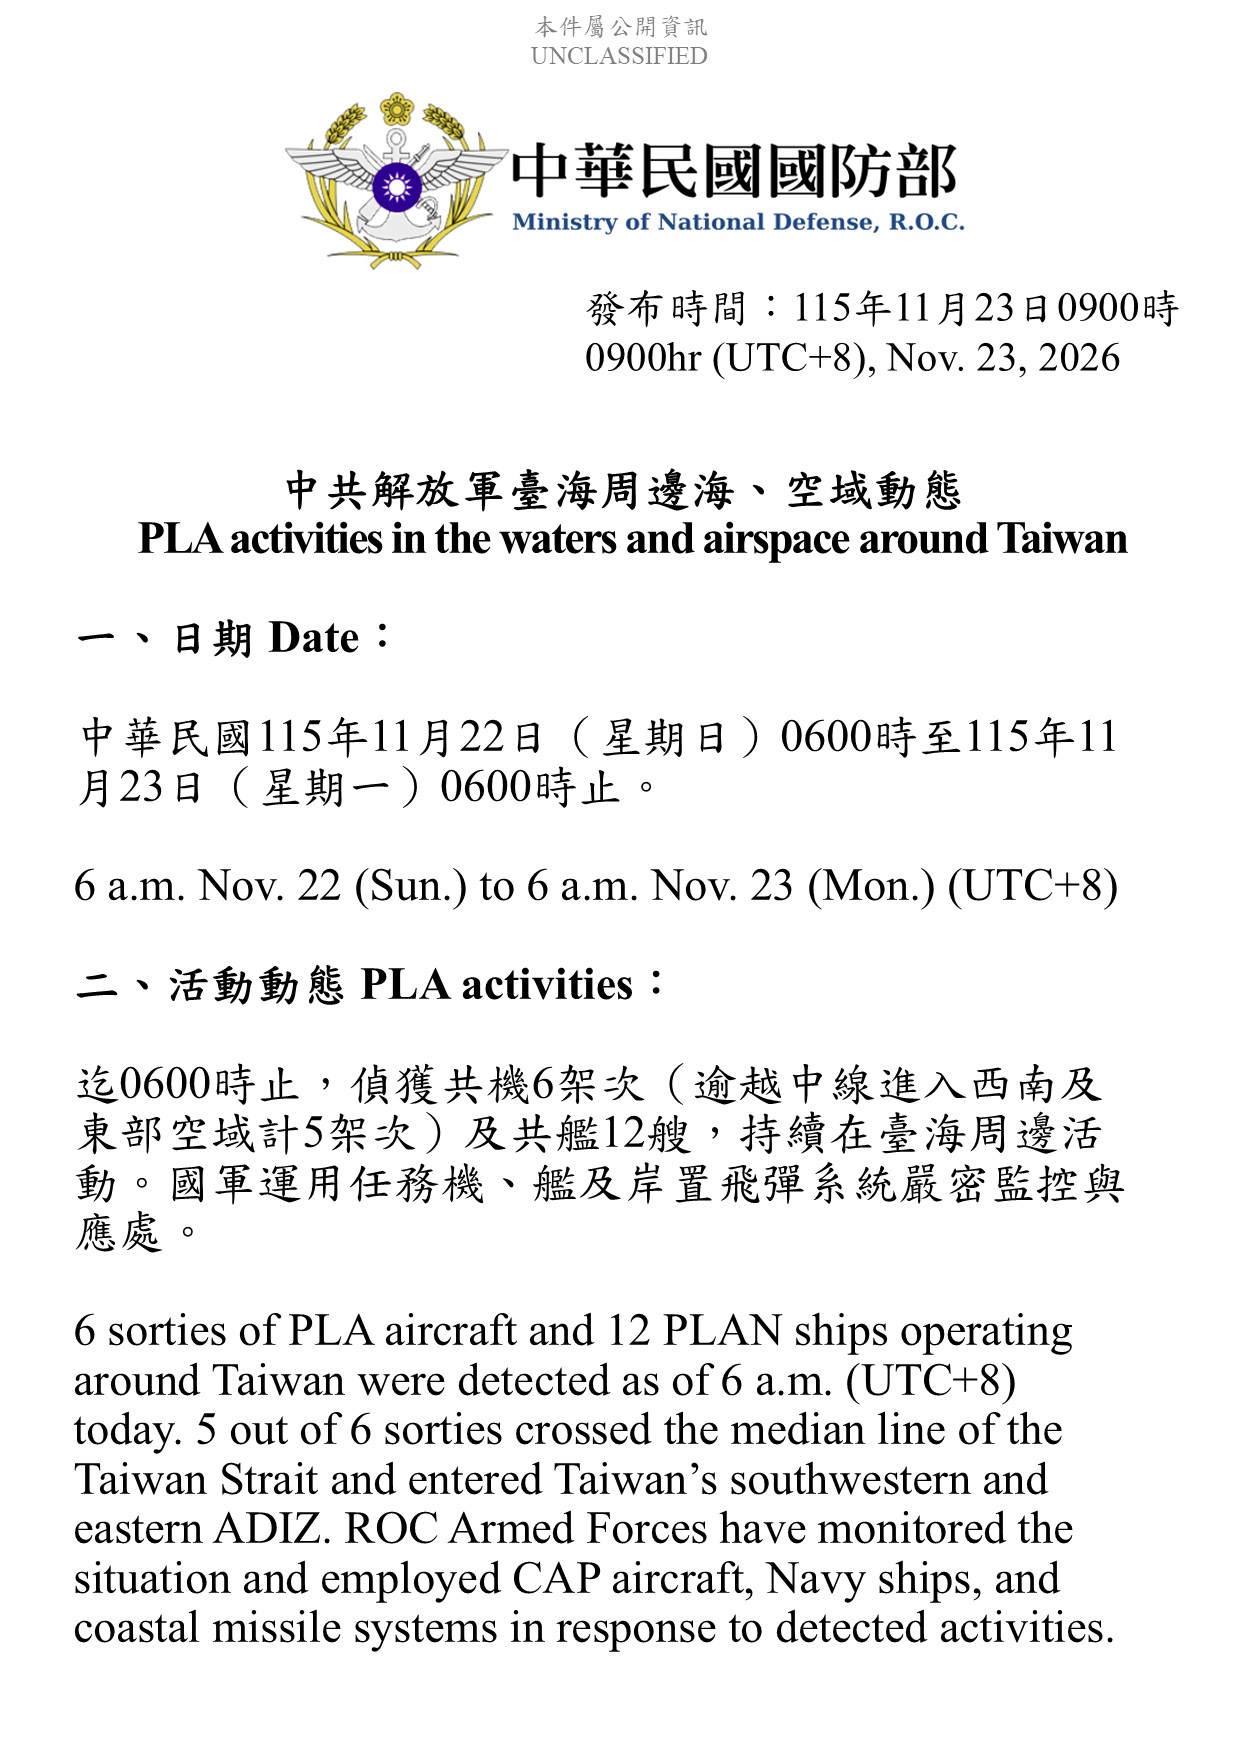 本件屬公開資訊
UNCLASSIFIED
中華民國國防部
Ministry of National Defense, R.O.C.
發布時間：115年11月23日0900時
0900hr (UTC+8), Nov. 23, 2026
中共解放軍臺海周邊海、空域動態
PLA activities in the waters and airspace around Taiwan
一、日期 Date：
中華民國115年11月22日（星期日）0600時至115年11
月23日（星期一）0600時止。
6 a.m. Nov. 22 (Sun.) to 6 a.m. Nov. 23 (Mon.) (UTC+8)
二、活動動態 PLA activities：
迄0600時止，偵獲共機6架次（逾越中線進入西南及
東部空域計5架次）及共艦12艘，持續在臺海周邊活
動。國軍運用任務機、艦及岸置飛彈系統嚴密監控與
應處。
6 sorties of PLA aircraft and 12 PLAN ships operating
around Taiwan were detected as of 6 a.m. (UTC+8)
today. 5 out of 6 sorties crossed the median line of the
Taiwan Strait and entered Taiwan’s southwestern and
eastern ADIZ. ROC Armed Forces have monitored the
situation and employed CAP aircraft, Navy ships, and
coastal missile systems in response to detected activities.